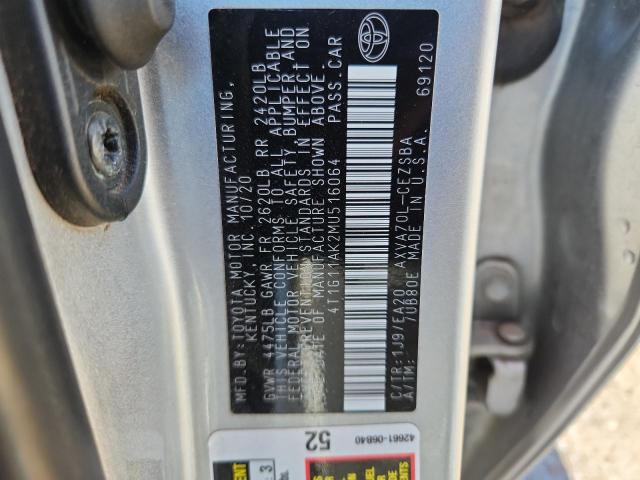 MFD. BY: TOYOTA MOTOR MANUFACTURING,
KENTUCKY, INC. 10/20
GVWR 4475LB GAWR FR 2620LB RR 2420LB
THIS VEHICLE CONFORMS TO ALL APPLICABLE
FEDERAL MOTOR VEHICLE SAFETY, BUMPER, AND
THEFT PREVENTION STANDARDS IN EFFECT ON
DATE OF MANUFACTURE SHOWN ABOVE.
4T1G11AK2MU516064 PASS.CAR
C/TR:1J9/EA20 AXVA70L-CEZSBA
A/TM: /UB80E MADE IN U.S.A.
69120
52
42661-06B40